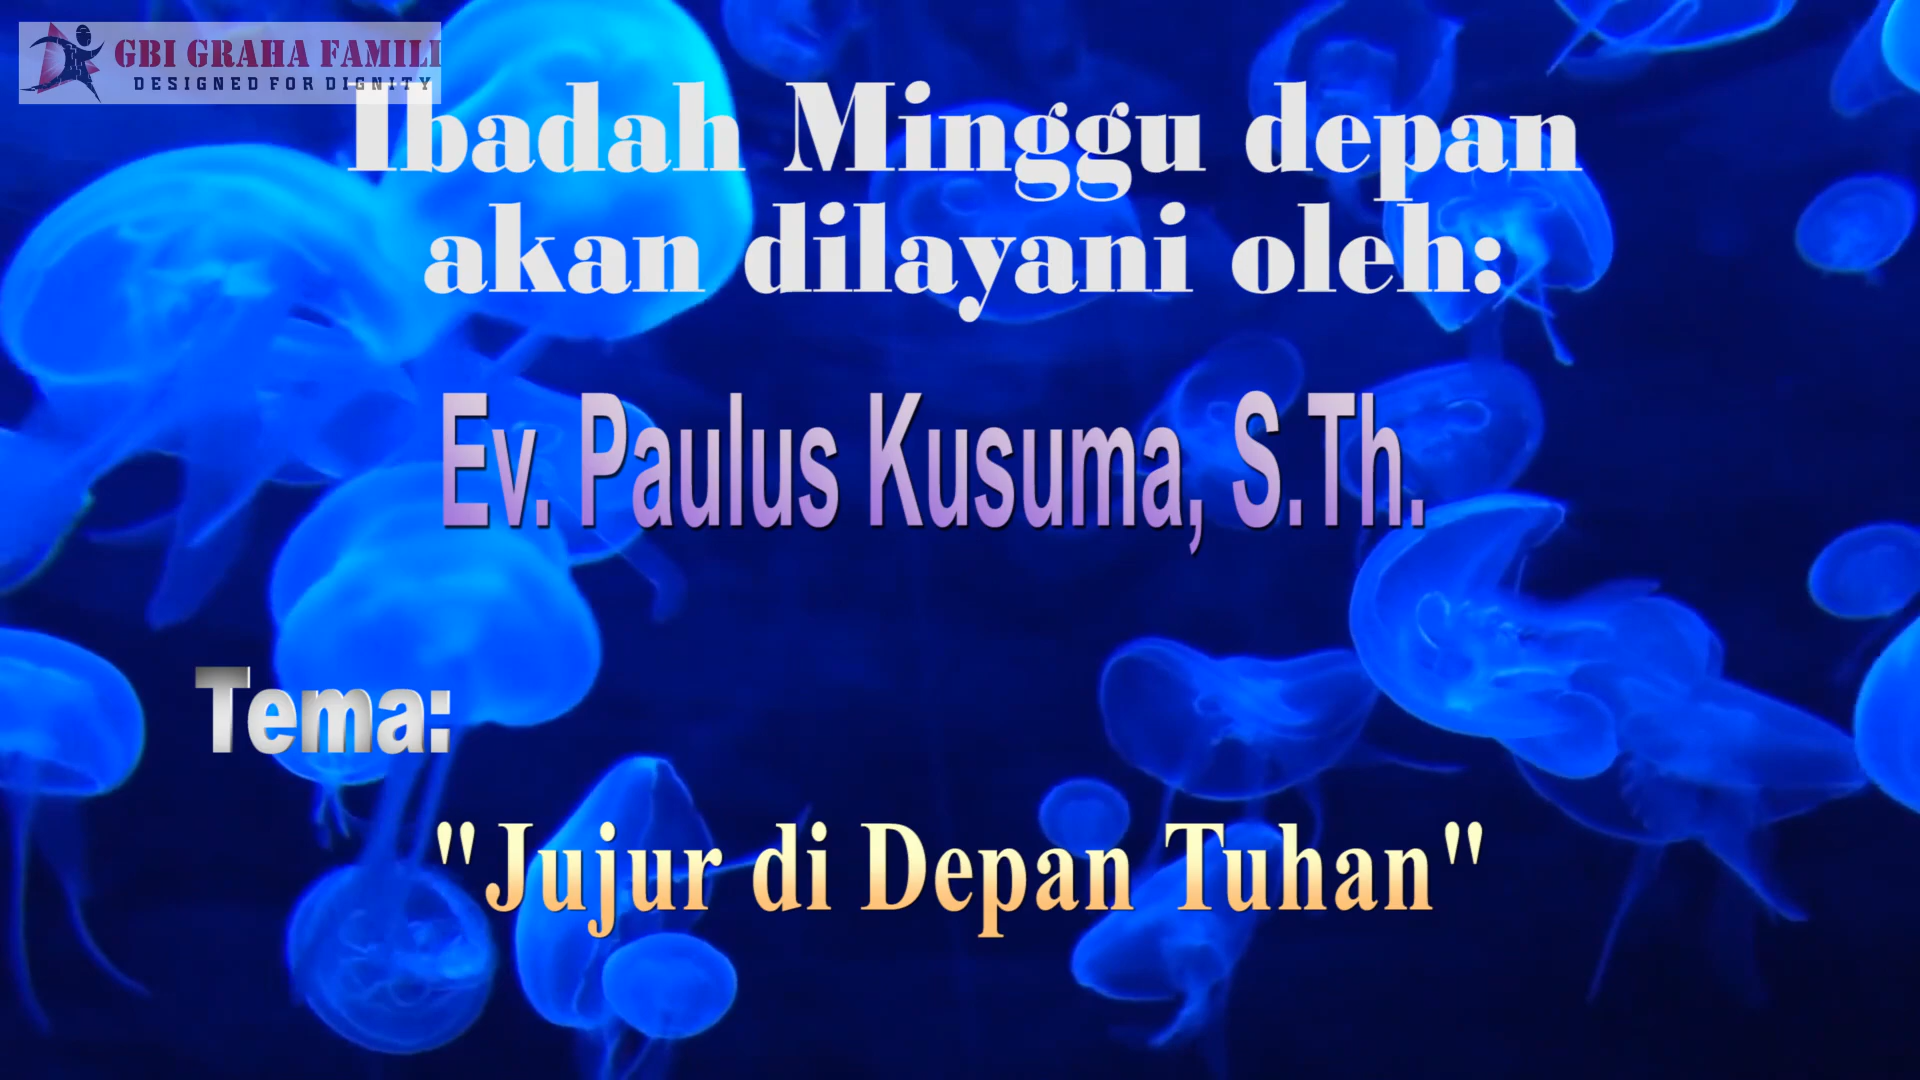 GBI GRAHA FAMILI
DESIGNED FOR DIGNITY
Ibadah Minggu depan
akan dilayani oleh:
Ev. Paulus Kusuma, S.Th.
Tema:
"Jujur di Depan Tuhan"